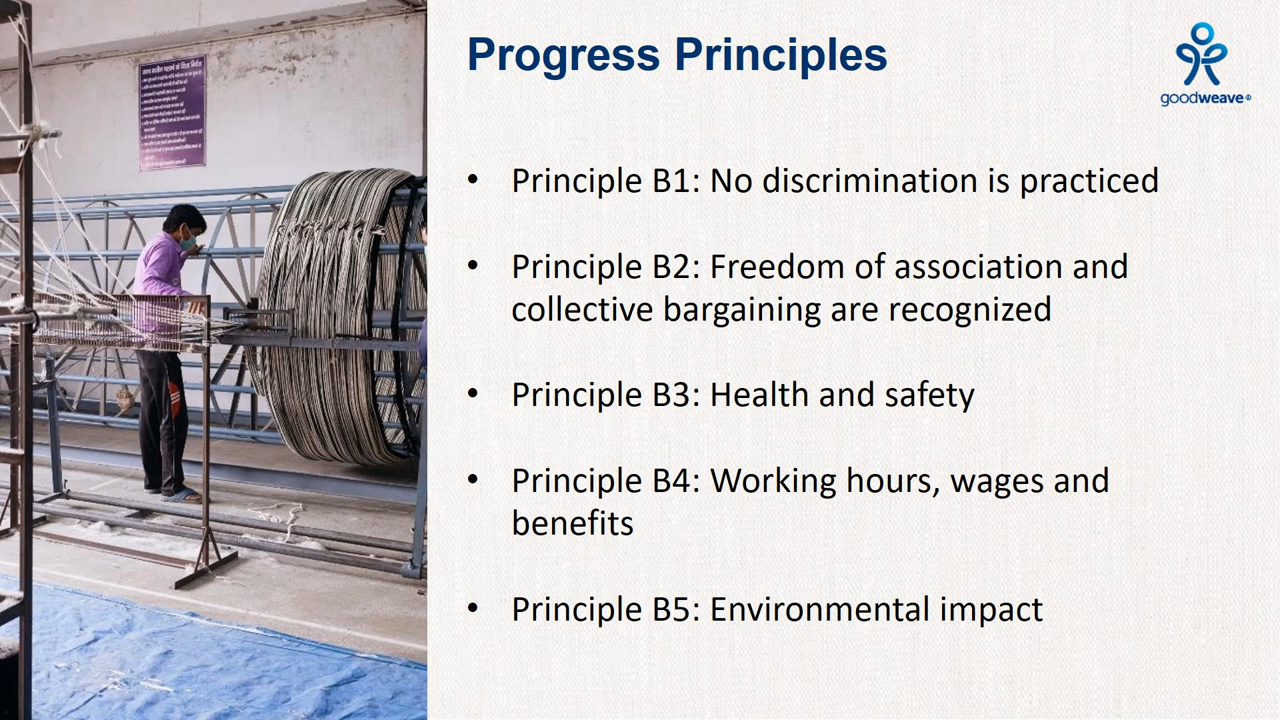 Progress Principles
goodweave®
• Principle B1: No discrimination is practiced
• Principle B2: Freedom of association and
collective bargaining are recognized
• Principle B3: Health and safety
• Principle B4: Working hours, wages and
benefits
• Principle B5: Environmental impact